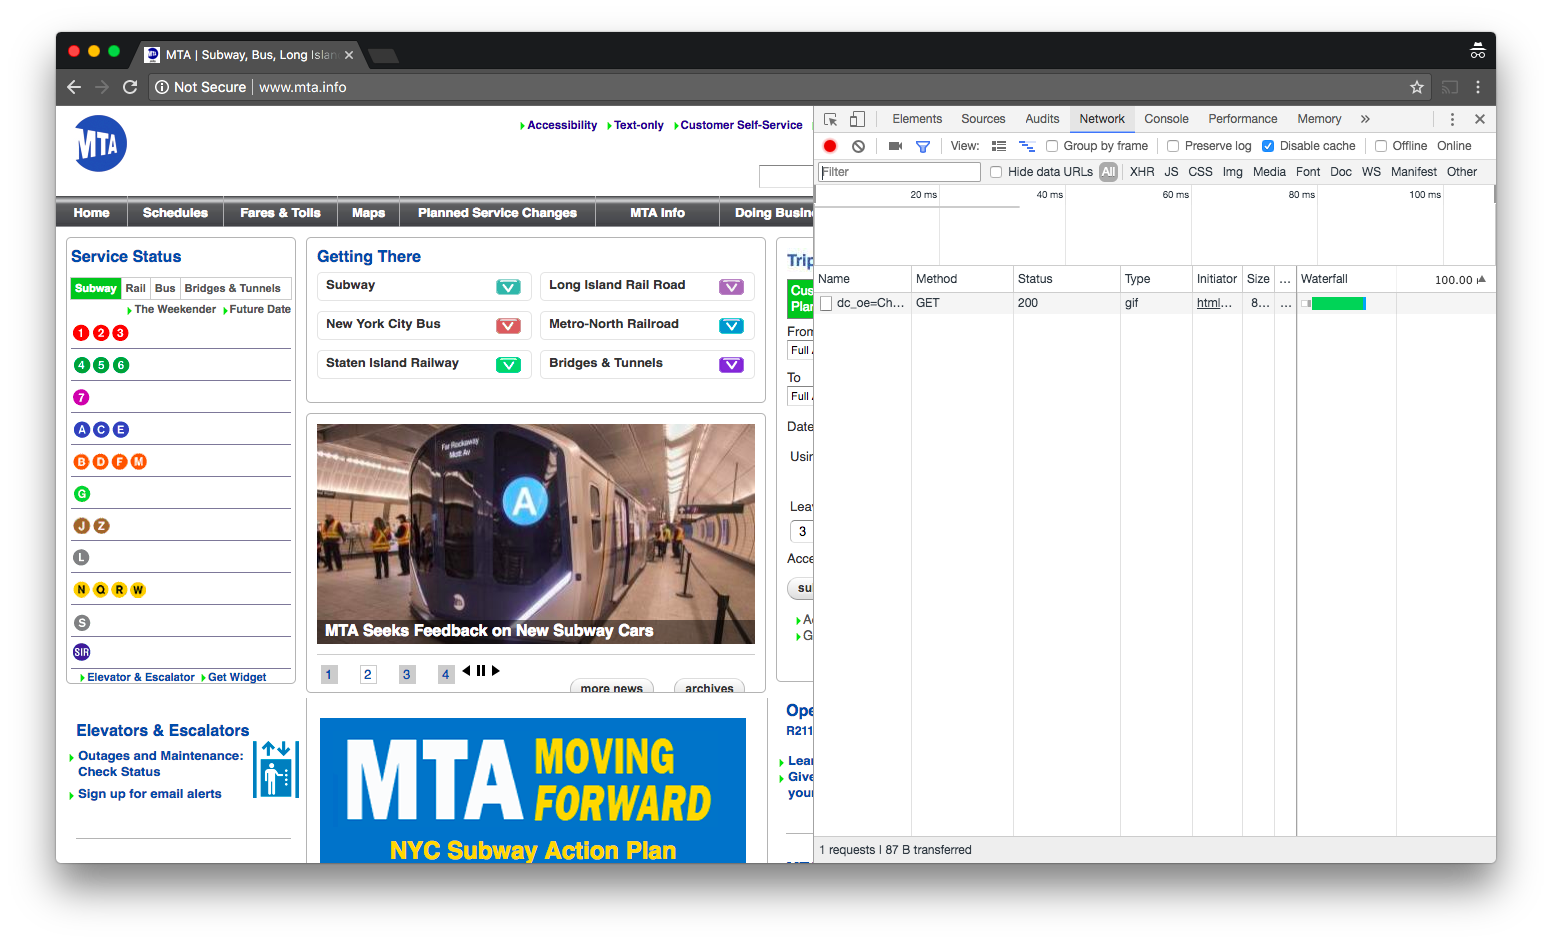 MTA | Subway, Bus, Long Islan
Not Secure | www.mta.info
MTA
Accessibility Text-only Customer Self-Service
Home Schedules Fares & Tolls Maps Planned Service Changes MTA Info Doing Busin
Service Status
Subway Rail Bus Bridges & Tunnels
The Weekender Future Date
1 2 3
4 5 6
7
A C E
B D F M
G
J Z
L
N Q R W
S
SIR
Elevator & Escalator Get Widget
Elevators & Escalators
Outages and Maintenance:
Check Status
Sign up for email alerts
Getting There
Subway Long Island Rail Road
New York City Bus Metro-North Railroad
Staten Island Railway Bridges & Tunnels
Far Rockaway
Mott Av
A
MTA Seeks Feedback on New Subway Cars
1 2 3 4
more news archives
MTA MOVING
FORWARD
NYC Subway Action Plan
Trip
Cus
Plan
From
Full
To
Full
Date
Usin
Leav
3
Acce
su
A
G
Ope
R211
Lear
Give
your
Elements Sources Audits Network Console Performance Memory »
View: Group by frame Preserve log Disable cache Offline Online
Filter Hide data URLs All XHR JS CSS Img Media Font Doc WS Manifest Other
20 ms 40 ms 60 ms 80 ms 100 ms
Name Method Status Type Initiator Size ... Waterfall 100.00
dc_oe=Ch... GET 200 gif html... 8... ...
1 requests | 87 B transferred